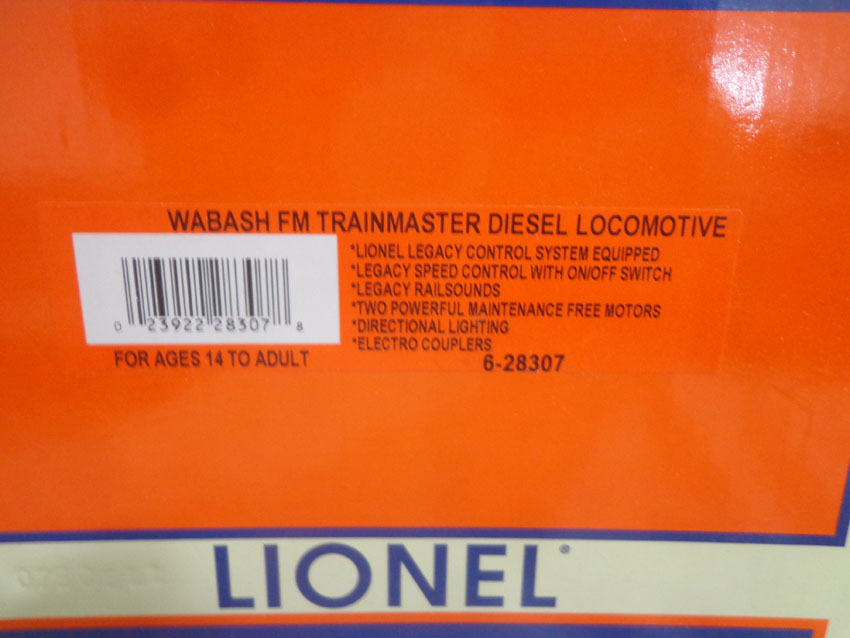 WABASH FM TRAINMASTER DIESEL LOCOMOTIVE
*LIONEL LEGACY CONTROL SYSTEM EQUIPPED
*LEGACY SPEED CONTROL WITH ON/OFF SWITCH
*LEGACY RAILSOUNDS
*TWO POWERFUL MAINTENANCE FREE MOTORS
*DIRECTIONAL LIGHTING
*ELECTRO COUPLERS
0 23922 28307 8
FOR AGES 14 TO ADULT
6-28307
LIONEL®